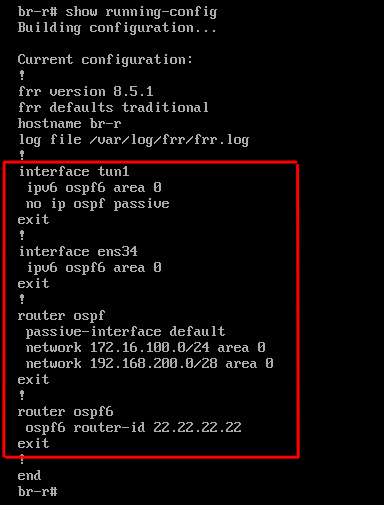 br-r# show running-config
Building configuration...
Current configuration:
!
frr version 8.5.1
frr defaults traditional
hostname br-r
log file /var/log/frr/frr.log
!
interface tun1
 ipv6 ospf6 area 0
 no ip ospf passive
exit
!
interface ens34
 ipv6 ospf6 area 0
exit
!
router ospf
 passive-interface default
 network 172.16.100.0/24 area 0
 network 192.168.200.0/28 area 0
exit
!
router ospf6
 ospf6 router-id 22.22.22.22
exit
!
end
br-r#